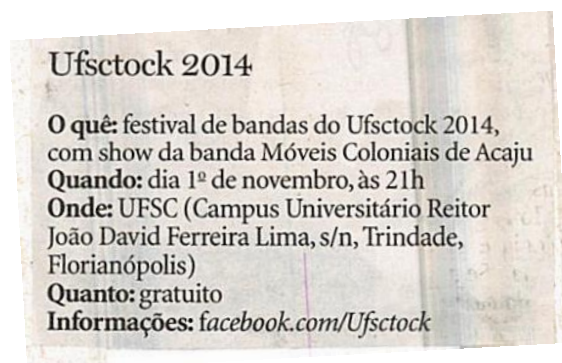 Ufsctock 2014
O quê: festival de bandas do Ufsctock 2014,
com show da banda Móveis Coloniais de Acaju
Quando: dia 1º de novembro, às 21h
Onde: UFSC (Campus Universitário Reitor
João David Ferreira Lima, s/n, Trindade,
Florianópolis)
Quanto: gratuito
Informações: facebook.com/Ufsctock